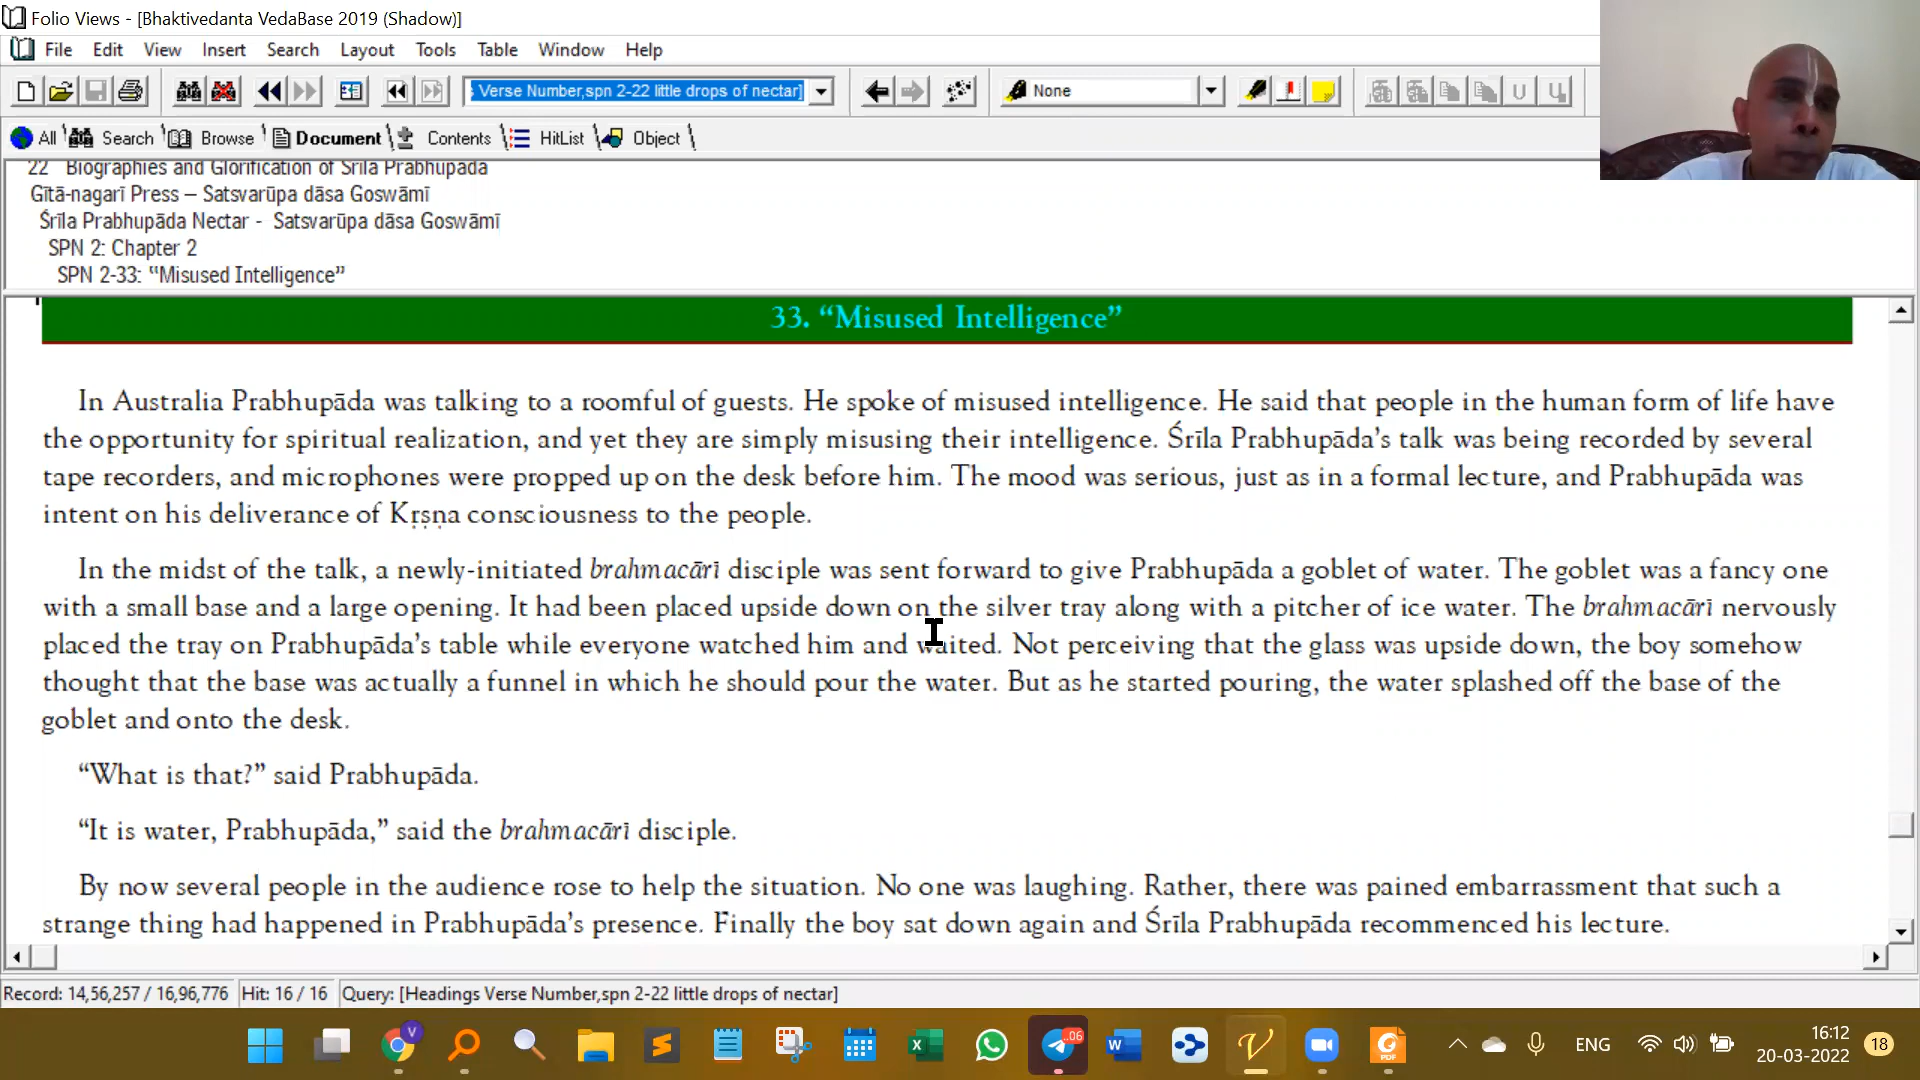 Folio Views - [Bhaktivedanta VedaBase 2019 (Shadow)]
File Edit View Insert Search Layout Tools Table Window Help
Verse Number,spn 2-22 little drops of nectar]
None
All Search Browse Document Contents HitList Object
22 Biographies and Glorification of Śrīla Prabhupāda
Gītā-nagarī Press – Satsvarūpa dāsa Goswāmī
Śrīla Prabhupāda Nectar - Satsvarūpa dāsa Goswāmī
SPN 2: Chapter 2
SPN 2-33: “Misused Intelligence”
33. “Misused Intelligence”
In Australia Prabhupāda was talking to a roomful of guests. He spoke of misused intelligence. He said that people in the human form of life have
the opportunity for spiritual realization, and yet they are simply misusing their intelligence. Śrīla Prabhupāda’s talk was being recorded by several
tape recorders, and microphones were propped up on the desk before him. The mood was serious, just as in a formal lecture, and Prabhupāda was
intent on his deliverance of Kṛṣṇa consciousness to the people.
In the midst of the talk, a newly-initiated brahmacārī disciple was sent forward to give Prabhupāda a goblet of water. The goblet was a fancy one
with a small base and a large opening. It had been placed upside down on the silver tray along with a pitcher of ice water. The brahmacārī nervously
placed the tray on Prabhupāda’s table while everyone watched him and waited. Not perceiving that the glass was upside down, the boy somehow
thought that the base was actually a funnel in which he should pour the water. But as he started pouring, the water splashed off the base of the
goblet and onto the desk.
“What is that?” said Prabhupāda.
“It is water, Prabhupāda,” said the brahmacārī disciple.
By now several people in the audience rose to help the situation. No one was laughing. Rather, there was pained embarrassment that such a
strange thing had happened in Prabhupāda’s presence. Finally the boy sat down again and Śrīla Prabhupāda recommenced his lecture.
Record: 14,56,257 / 16,96,776 Hit: 16 / 16 Query: [Headings Verse Number,spn 2-22 little drops of nectar]
V
..06
PDF
ENG
16:12
20-03-2022
18